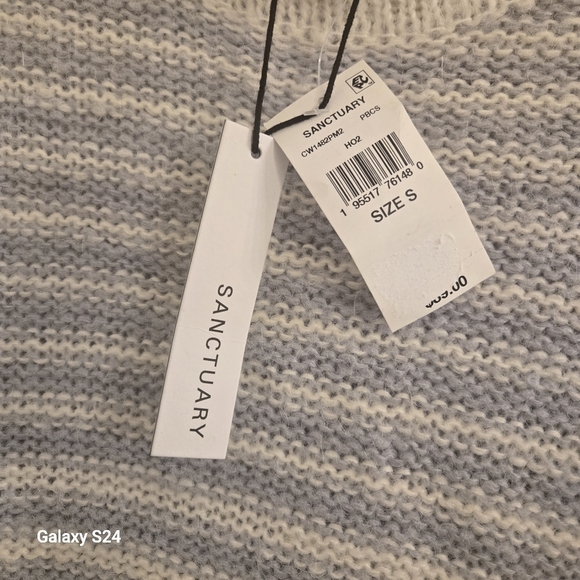 SANCTUARY
CW1482PM2 PBCS
HO2
1 95517 76148 0
SIZE S
SANCTUARY
Galaxy S24